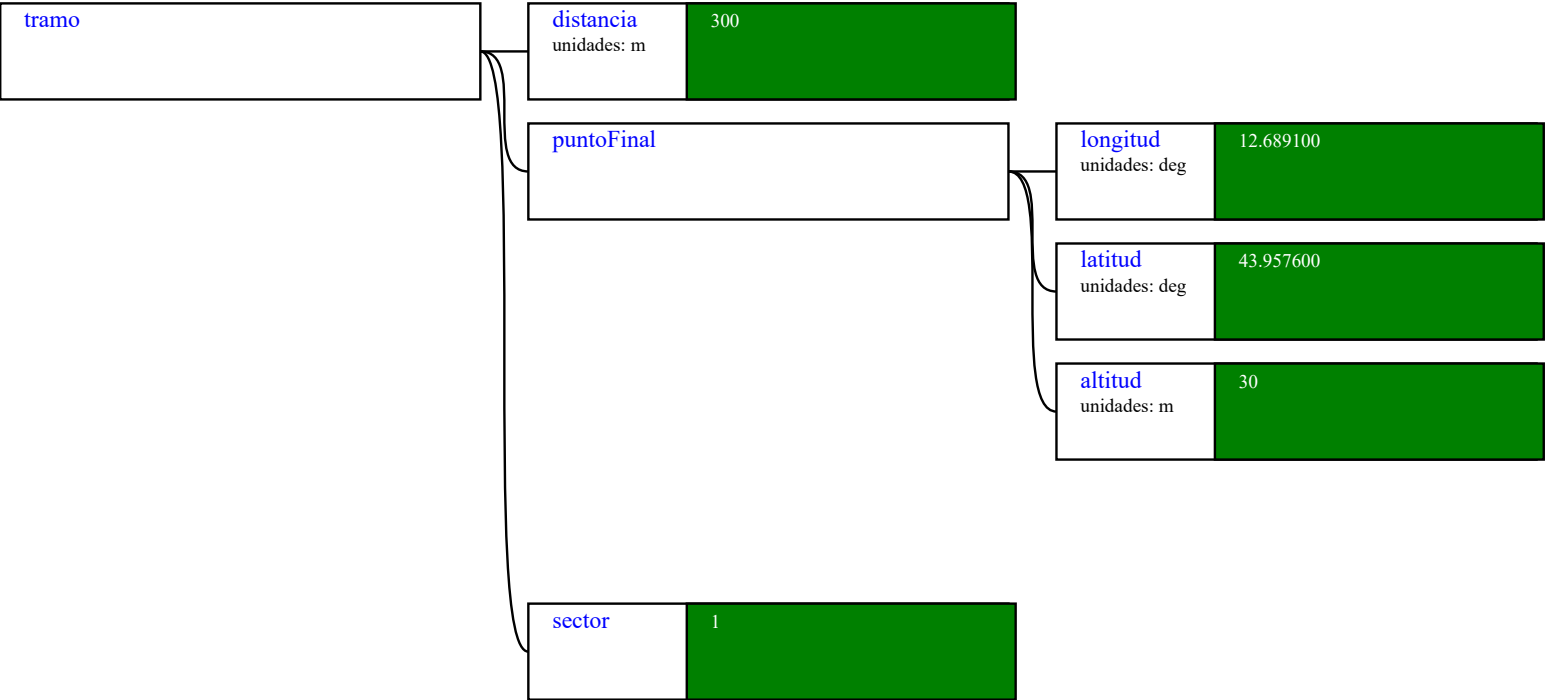 tramo
distancia
unidades: m
300
puntoFinal
longitud
unidades: deg
12.689100
latitud
unidades: deg
43.957600
altitud
unidades: m
30
sector
1